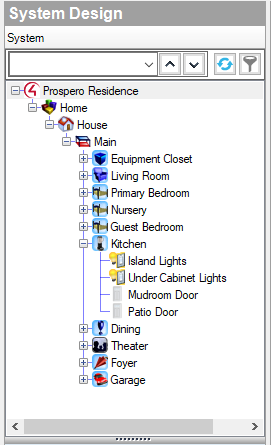 System Design
System
Prospero Residence
Home
House
Main
Equipment Closet
Living Room
Primary Bedroom
Nursery
Guest Bedroom
Kitchen
Island Lights
Under Cabinet Lights
Mudroom Door
Patio Door
Dining
Theater
Foyer
Garage